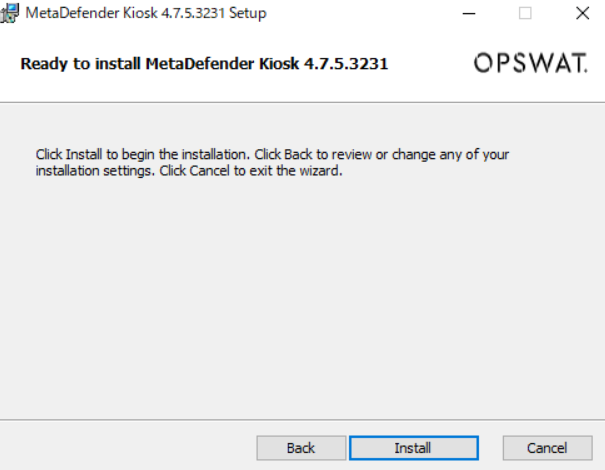 MetaDefender Kiosk 4.7.5.3231 Setup
Ready to install MetaDefender Kiosk 4.7.5.3231
OPSWAT.
Click Install to begin the installation. Click Back to review or change any of your
installation settings. Click Cancel to exit the wizard.
Back
Install
Cancel